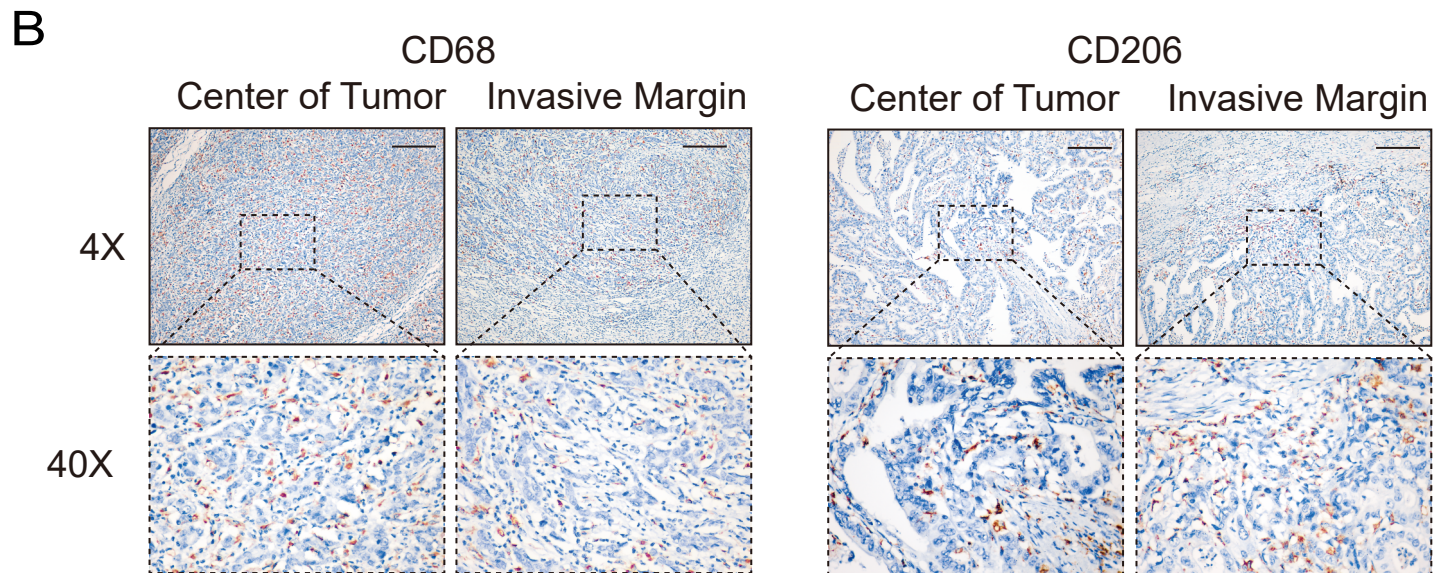 B
CD68
CD206
Center of Tumor
Invasive Margin
Center of Tumor
Invasive Margin
4X
40X